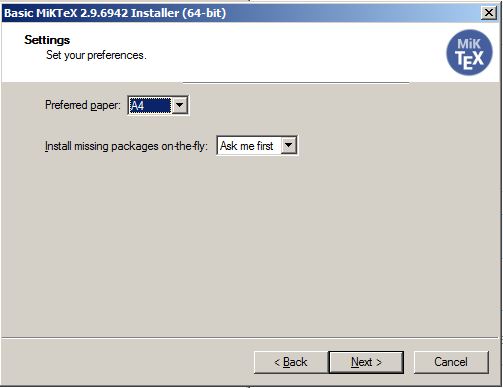 Basic MiKTeX 2.9.6942 Installer (64-bit)
Settings
Set your preferences.
MiK
TEX
Preferred paper: A4
Install missing packages on-the-fly: Ask me first
< Back Next > Cancel